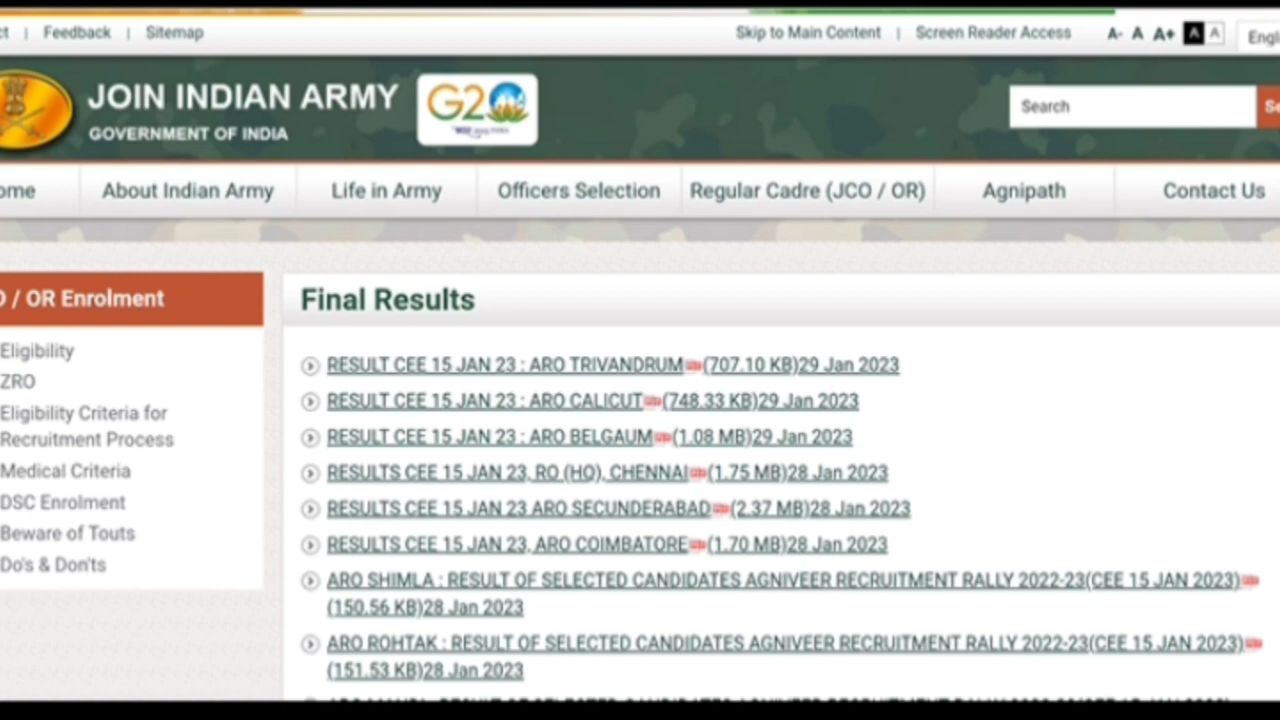 ct | Feedback | Sitemap
Skip to Main Content | Screen Reader Access A- A A+ A A Engli
JOIN INDIAN ARMY
GOVERNMENT OF INDIA
G20
Search Se
ome About Indian Army Life in Army Officers Selection Regular Cadre (JCO / OR) Agnipath Contact Us
O / OR Enrolment
Eligibility
ZRO
Eligibility Criteria for
Recruitment Process
Medical Criteria
DSC Enrolment
Beware of Touts
Do's & Don'ts
Final Results
RESULT CEE 15 JAN 23 : ARO TRIVANDRUM(707.10 KB)29 Jan 2023
RESULT CEE 15 JAN 23 : ARO CALICUT(748.33 KB)29 Jan 2023
RESULT CEE 15 JAN 23 : ARO BELGAUM(1.08 MB)29 Jan 2023
RESULTS CEE 15 JAN 23, RO (HQ), CHENNAI(1.75 MB)28 Jan 2023
RESULTS CEE 15 JAN 23 ARO SECUNDERABAD(2.37 MB)28 Jan 2023
RESULTS CEE 15 JAN 23, ARO COIMBATORE(1.70 MB)28 Jan 2023
ARO SHIMLA : RESULT OF SELECTED CANDIDATES AGNIVEER RECRUITMENT RALLY 2022-23(CEE 15 JAN 2023)
(150.56 KB)28 Jan 2023
ARO ROHTAK : RESULT OF SELECTED CANDIDATES AGNIVEER RECRUITMENT RALLY 2022-23(CEE 15 JAN 2023)
(151.53 KB)28 Jan 2023